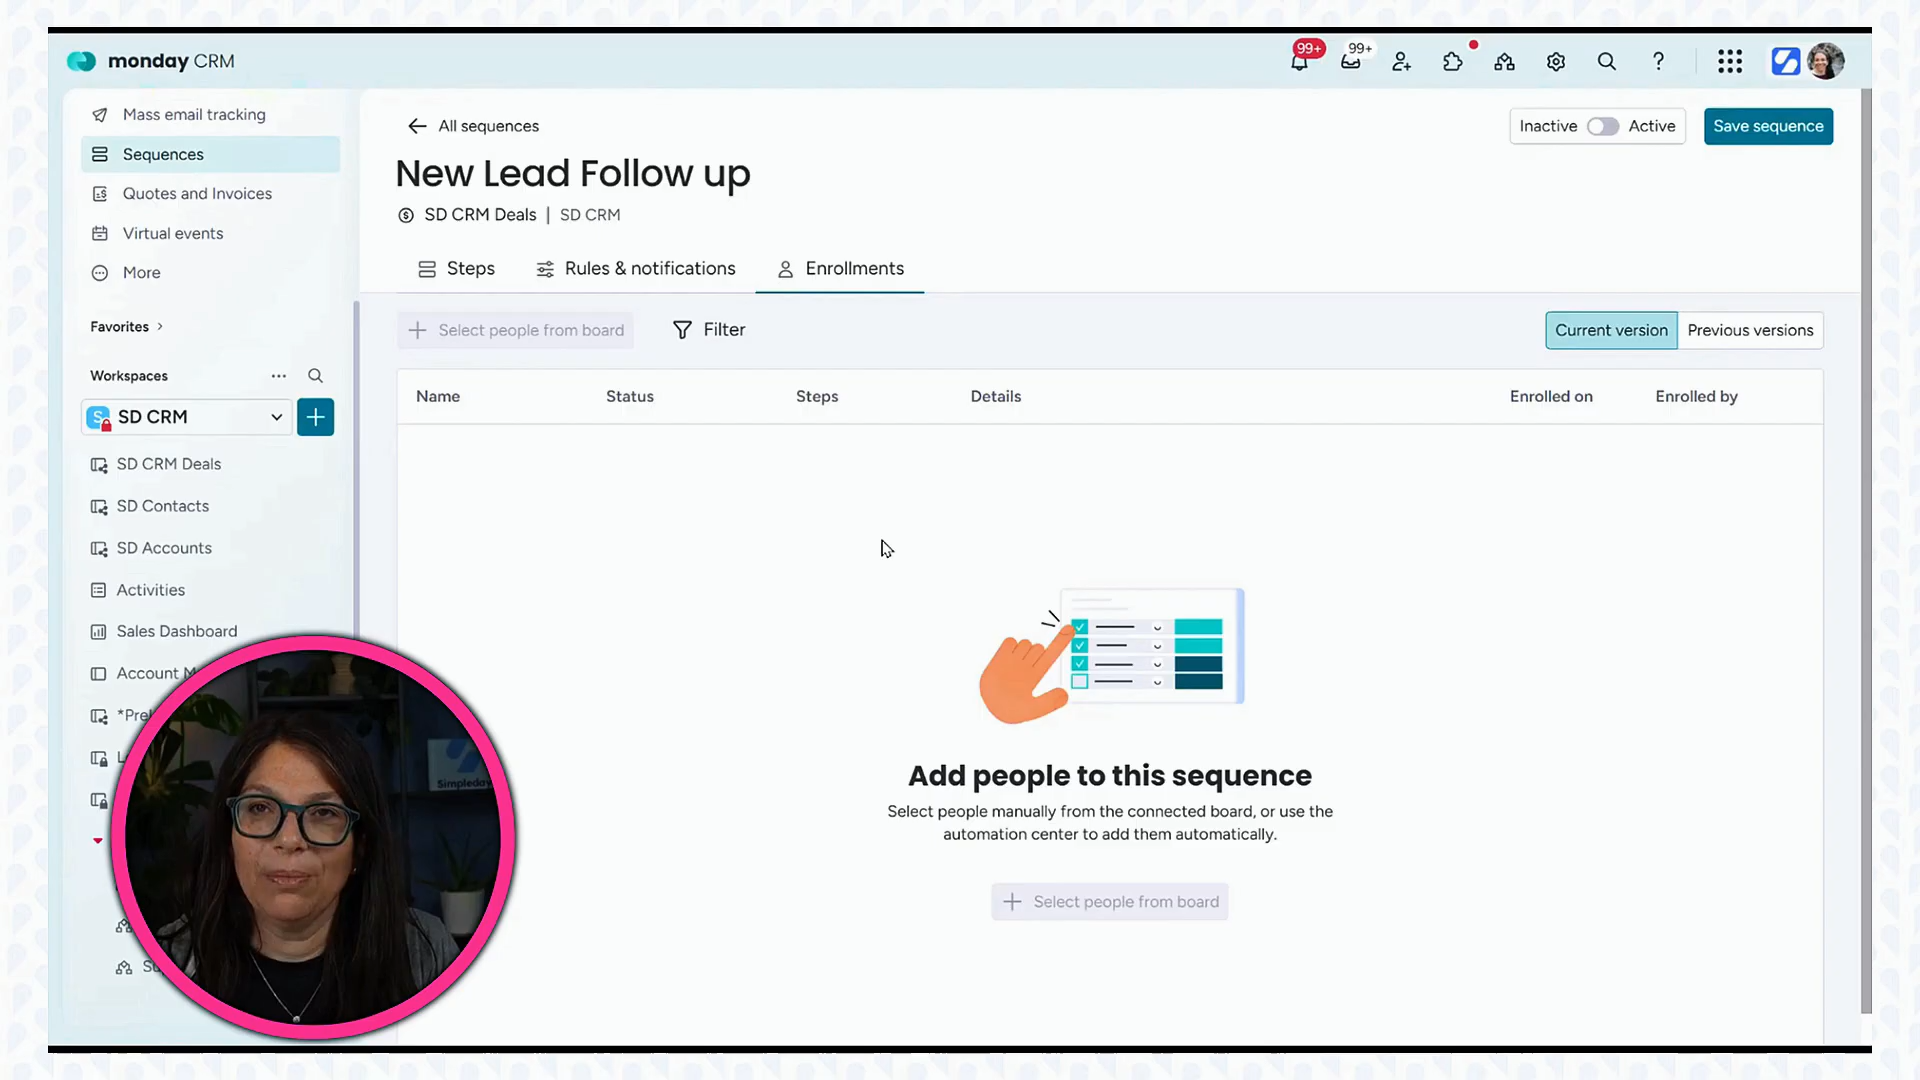 monday CRM
99+
99+
Mass email tracking
Sequences
Quotes and Invoices
Virtual events
More
Favorites
Workspaces
SD CRM
SD CRM Deals
SD Contacts
SD Accounts
Activities
Sales Dashboard
Account
All sequences
Inactive
Active
Save sequence
New Lead Follow up
SD CRM Deals | SD CRM
Steps
Rules & notifications
Enrollments
Select people from board
Filter
Current version
Previous versions
Name
Status
Steps
Details
Enrolled on
Enrolled by
Add people to this sequence
Select people manually from the connected board, or use the
automation center to add them automatically.
Select people from board
Simpleday